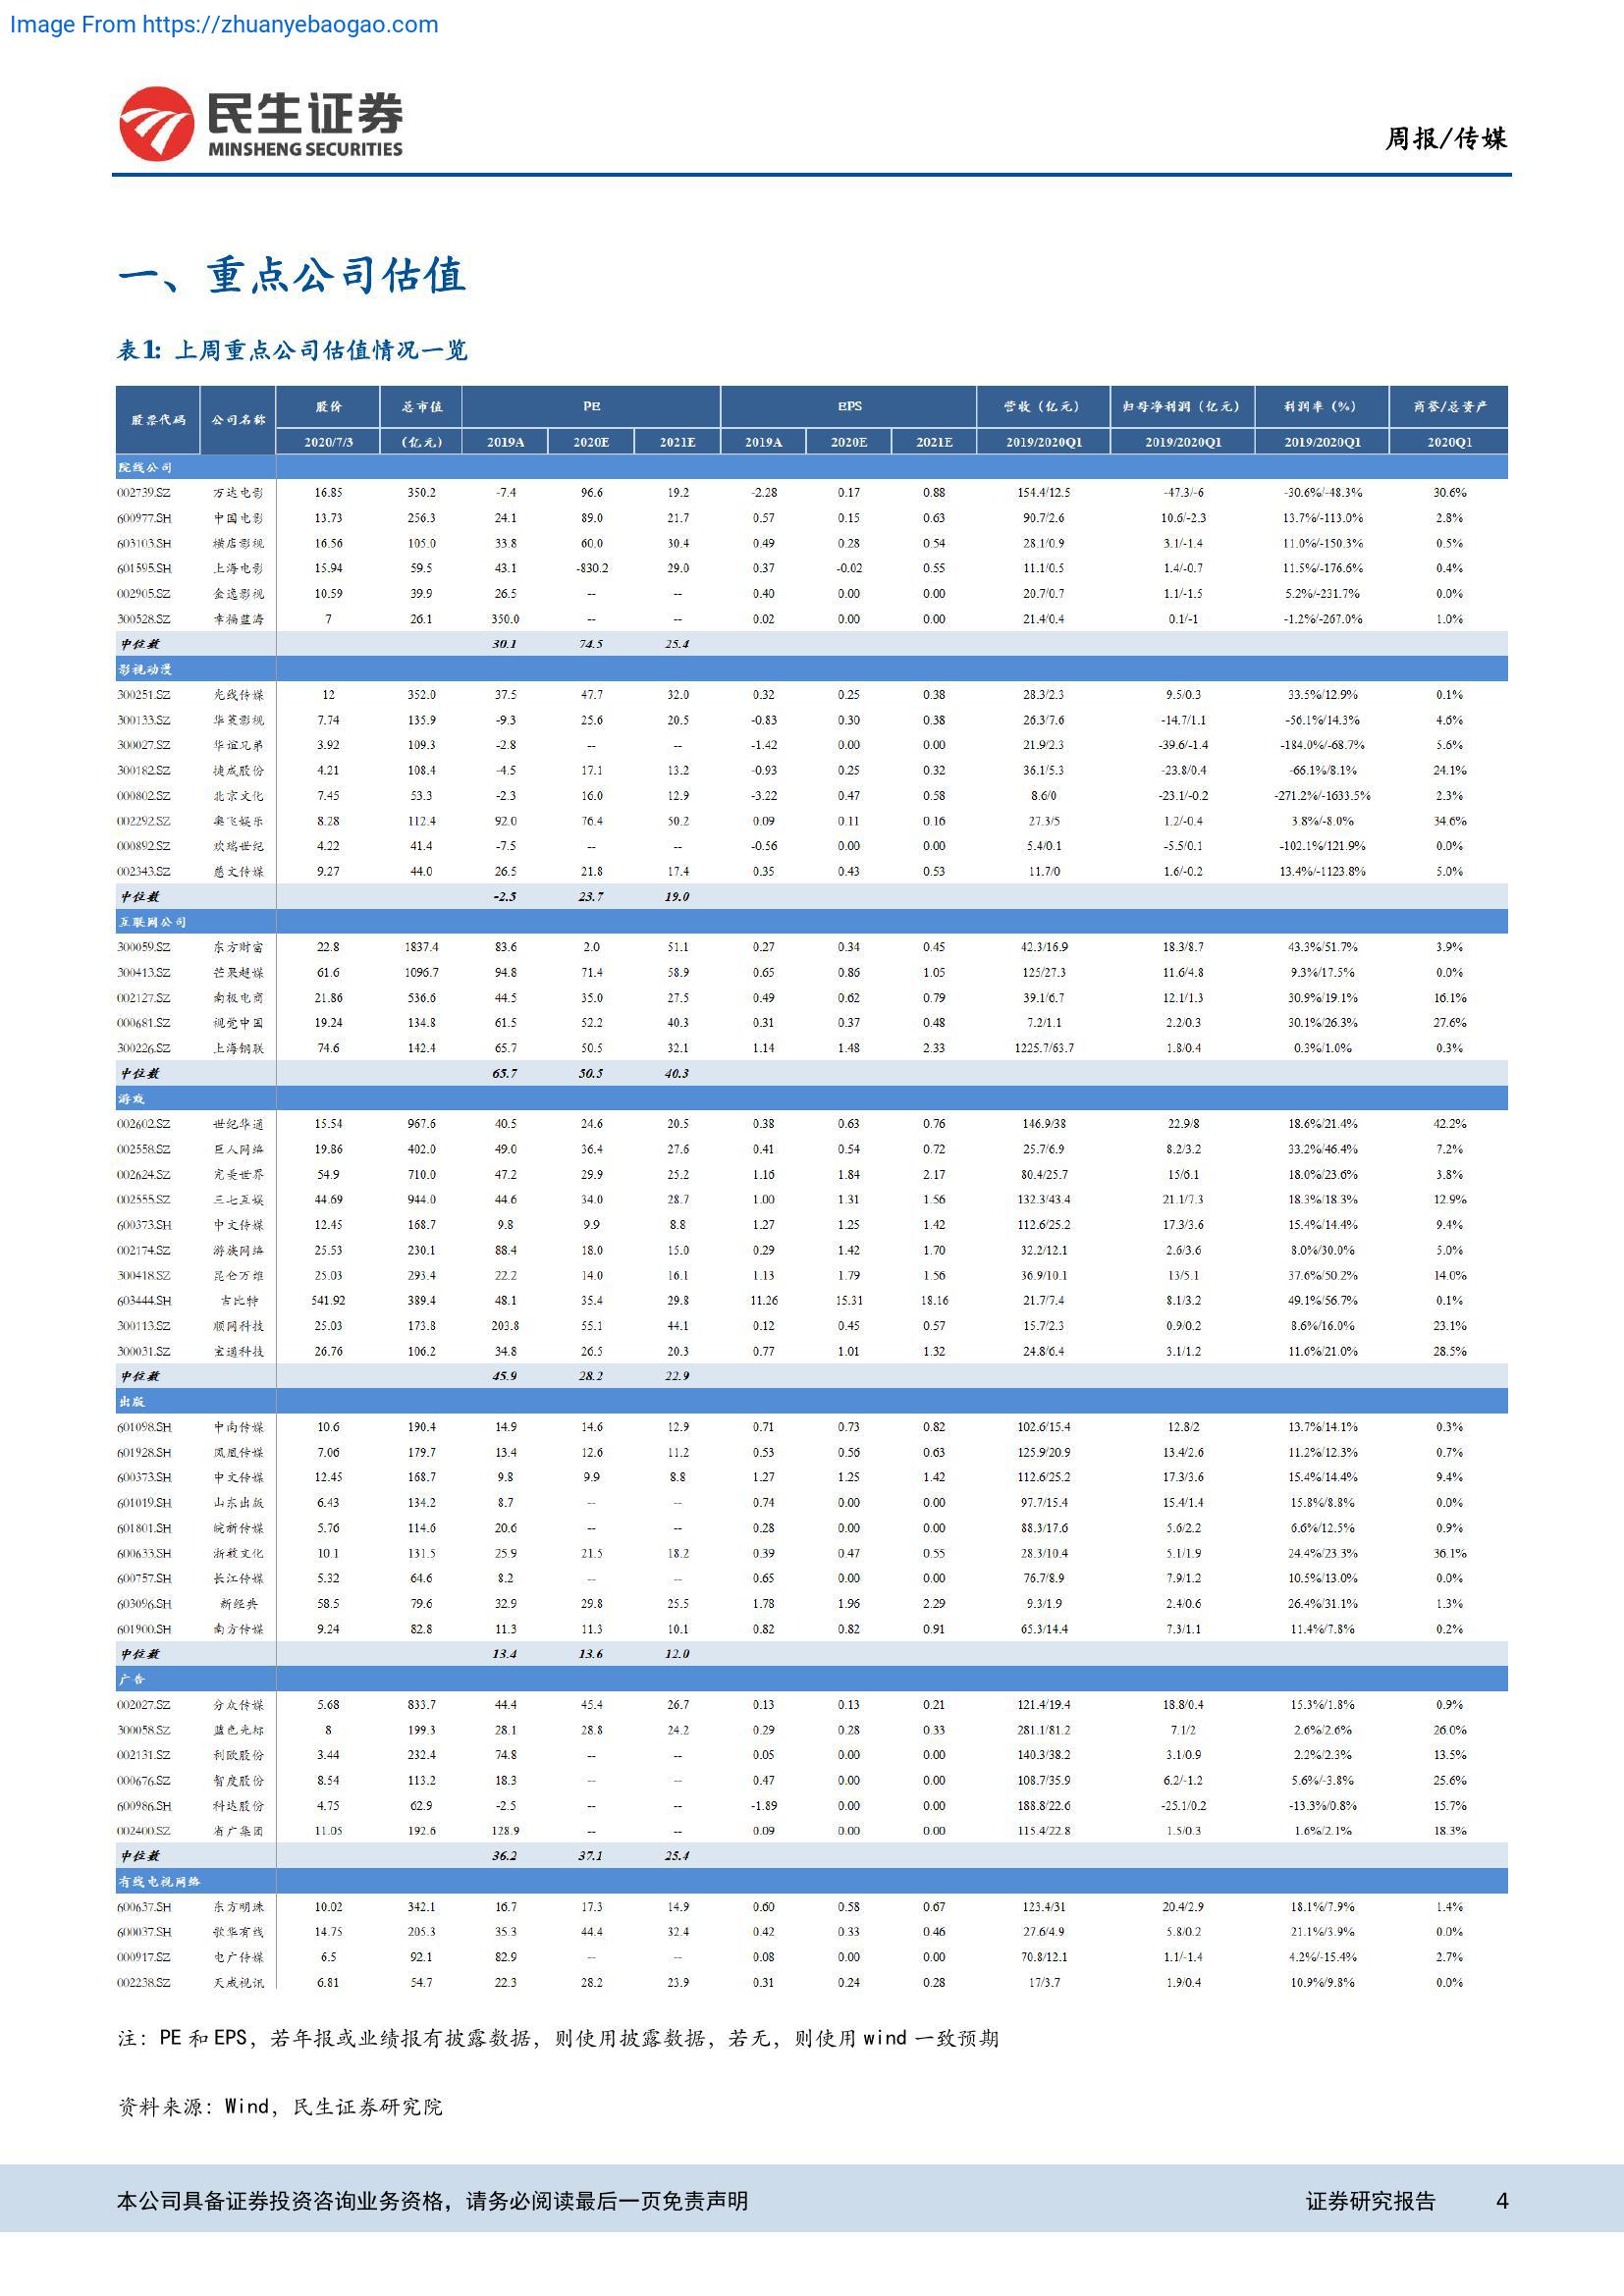 Image From https://zhuanyebaogao.com
民生证券
MINSHENG SECURITIES
周报/传媒
一、重点公司估值
表1: 上周重点公司估值情况一览
股票代码 公司名称 股价 总市值 PE EPS 营收（亿元） 归母净利润（亿元） 利润率（%） 商誉/总资产
2020/7/3 （亿元） 2019A 2020E 2021E 2019A 2020E 2021E 2019/2020Q1 2019/2020Q1 2019/2020Q1 2020Q1
院线公司
002739.SZ 万达电影 16.85 350.2 -7.4 96.6 19.2 -2.28 0.17 0.88 154.4/12.5 -47.3/-6 -30.6%/-48.3% 30.6%
600977.SH 中国电影 13.73 256.3 24.1 89.0 21.7 0.57 0.15 0.63 90.7/2.6 10.6/-2.3 13.7%/-113.0% 2.8%
603103.SH 横店影视 16.56 105.0 33.8 60.0 30.4 0.49 0.28 0.54 28.1/0.9 3.1/-1.4 11.0%/-150.3% 0.5%
601595.SH 上海电影 15.94 59.5 43.1 -830.2 29.0 0.37 -0.02 0.55 11.1/0.5 1.4/-0.7 11.5%/-176.6% 0.4%
002905.SZ 金逸影视 10.59 39.9 26.5 -- -- 0.40 0.00 0.00 20.7/0.7 1.1/-1.5 5.2%/-231.7% 0.0%
300528.SZ 幸福蓝海 7 26.1 350.0 -- -- 0.02 0.00 0.00 21.4/0.4 0.1/-1 -1.2%/-267.0% 1.0%
中位数 30.1 74.5 25.4
影视动漫
300251.SZ 光线传媒 12 352.0 37.5 47.7 32.0 0.32 0.25 0.38 28.3/2.3 9.5/0.3 33.5%/12.9% 0.1%
300133.SZ 华策影视 7.74 135.9 -9.3 25.6 20.5 -0.83 0.30 0.38 26.3/7.6 -14.7/1.1 -56.1%/14.3% 4.6%
300027.SZ 华谊兄弟 3.92 109.3 -2.8 -- -- -1.42 0.00 0.00 21.9/2.3 -39.6/-1.4 -184.0%/-68.7% 5.6%
300182.SZ 捷成股份 4.21 108.4 -4.5 17.1 13.2 -0.93 0.25 0.32 36.1/5.3 -23.8/0.4 -66.1%/8.1% 24.1%
000802.SZ 北京文化 7.45 53.3 -2.3 16.0 12.9 -3.22 0.47 0.58 8.6/0 -23.1/-0.2 -271.2%/-1633.5% 2.3%
002292.SZ 奥飞娱乐 8.28 112.4 92.0 76.4 50.2 0.09 0.11 0.16 27.3/5 1.2/-0.4 3.8%/-8.0% 34.6%
000892.SZ 欢瑞世纪 4.22 41.4 -7.5 -- -- -0.56 0.00 0.00 5.4/0.1 -5.5/0.1 -102.1%/121.9% 0.0%
002343.SZ 慈文传媒 9.27 44.0 26.5 21.8 17.4 0.35 0.43 0.53 11.7/0 1.6/-0.2 13.4%/-1123.8% 5.0%
中位数 -2.5 23.7 19.0
互联网公司
300059.SZ 东方财富 22.8 1837.4 83.6 2.0 51.1 0.27 0.34 0.45 42.3/16.9 18.3/8.7 43.3%/51.7% 3.9%
300413.SZ 芒果超媒 61.6 1096.7 94.8 71.4 58.9 0.65 0.86 1.05 125/27.3 11.6/4.8 9.3%/17.5% 0.0%
002127.SZ 南极电商 21.86 536.6 44.5 35.0 27.5 0.49 0.62 0.79 39.1/6.7 12.1/1.3 30.9%/19.1% 16.1%
000681.SZ 视觉中国 19.24 134.8 61.5 52.2 40.3 0.31 0.37 0.48 7.2/1.1 2.2/0.3 30.1%/26.3% 27.6%
300226.SZ 上海钢联 74.6 142.4 65.7 50.5 32.1 1.14 1.48 2.33 1225.7/63.7 1.8/0.4 0.3%/1.0% 0.3%
中位数 65.7 50.5 40.3
游戏
002602.SZ 世纪华通 15.54 967.6 40.5 24.6 20.5 0.38 0.63 0.76 146.9/38 22.9/8 18.6%/21.4% 42.2%
002558.SZ 巨人网络 19.86 402.0 49.0 36.4 27.6 0.41 0.54 0.72 25.7/6.9 8.2/3.2 33.2%/46.4% 7.2%
002624.SZ 完美世界 54.9 710.0 47.2 29.9 25.2 1.16 1.84 2.17 80.4/25.7 15/6.1 18.0%/23.6% 3.8%
002555.SZ 三七互娱 44.69 944.0 44.6 34.0 28.7 1.00 1.31 1.56 132.3/43.4 21.1/7.3 18.3%/18.3% 12.9%
600373.SH 中文传媒 12.45 168.7 9.8 9.9 8.8 1.27 1.25 1.42 112.6/25.2 17.3/3.6 15.4%/14.4% 9.4%
002174.SZ 游族网络 25.53 230.1 88.4 18.0 15.0 0.29 1.42 1.70 32.2/12.1 2.6/3.6 8.0%/30.0% 5.0%
300418.SZ 昆仑万维 25.03 293.4 22.2 14.0 16.1 1.13 1.79 1.56 36.9/10.1 13/5.1 37.6%/50.2% 14.0%
603444.SH 吉比特 541.92 389.4 48.1 35.4 29.8 11.26 15.31 18.16 21.7/7.4 8.1/3.2 49.1%/56.7% 0.1%
300113.SZ 顺网科技 25.03 173.8 203.8 55.1 44.1 0.12 0.45 0.57 15.7/2.3 0.9/0.2 8.6%/16.0% 23.1%
300031.SZ 宝通科技 26.76 106.2 34.8 26.5 20.3 0.77 1.01 1.32 24.8/6.4 3.1/1.2 11.6%/21.0% 28.5%
中位数 45.9 28.2 22.9
出版
601098.SH 中南传媒 10.6 190.4 14.9 14.6 12.9 0.71 0.73 0.82 102.6/15.4 12.8/2 13.7%/14.1% 0.3%
601928.SH 凤凰传媒 7.06 179.7 13.4 12.6 11.2 0.53 0.56 0.63 125.9/20.9 13.4/2.6 11.2%/12.3% 0.7%
600373.SH 中文传媒 12.45 168.7 9.8 9.9 8.8 1.27 1.25 1.42 112.6/25.2 17.3/3.6 15.4%/14.4% 9.4%
601019.SH 山东出版 6.43 134.2 8.7 -- -- 0.74 0.00 0.00 97.7/15.4 15.4/1.4 15.8%/8.8% 0.0%
601801.SH 皖新传媒 5.76 114.6 20.6 -- -- 0.28 0.00 0.00 88.3/17.6 5.6/2.2 6.6%/12.5% 0.9%
600633.SH 浙数文化 10.1 131.5 25.9 21.5 18.2 0.39 0.47 0.55 28.3/10.4 5.1/1.9 24.4%/23.3% 36.1%
600757.SH 长江传媒 5.32 64.6 8.2 -- -- 0.65 0.00 0.00 76.7/8.9 7.9/1.2 10.5%/13.0% 0.0%
603096.SH 新经典 58.5 79.6 32.9 29.8 25.5 1.78 1.96 2.29 9.3/1.9 2.4/0.6 26.4%/31.1% 1.3%
601900.SH 南方传媒 9.24 82.8 11.3 11.3 10.1 0.82 0.82 0.91 65.3/14.4 7.3/1.1 11.4%/7.8% 0.2%
中位数 13.4 13.6 12.0
广告
002027.SZ 分众传媒 5.68 833.7 44.4 45.4 26.7 0.13 0.13 0.21 121.4/19.4 18.8/0.4 15.3%/1.8% 0.9%
300058.SZ 蓝色光标 8 199.3 28.1 28.8 24.2 0.29 0.28 0.33 281.1/81.2 7.1/2 2.6%/2.6% 26.0%
002131.SZ 利欧股份 3.44 232.4 74.8 -- -- 0.05 0.00 0.00 140.3/38.2 3.1/0.9 2.2%/2.3% 13.5%
000676.SZ 智度股份 8.54 113.2 18.3 -- -- 0.47 0.00 0.00 108.7/35.9 6.2/-1.2 5.6%/-3.8% 25.6%
600986.SH 科达股份 4.75 62.9 -2.5 -- -- -1.89 0.00 0.00 188.8/22.6 -25.1/0.2 -13.3%/0.8% 15.7%
002400.SZ 省广集团 11.05 192.6 128.9 -- -- 0.09 0.00 0.00 115.4/22.8 1.5/0.3 1.6%/2.1% 18.3%
中位数 36.2 37.1 25.4
有线电视网络
600637.SH 东方明珠 10.02 342.1 16.7 17.3 14.9 0.60 0.58 0.67 123.4/31 20.4/2.9 18.1%/7.9% 1.4%
600037.SH 歌华有线 14.75 205.3 35.3 44.4 32.4 0.42 0.33 0.46 27.6/4.9 5.8/0.2 21.1%/3.9% 0.0%
000917.SZ 电广传媒 6.5 92.1 82.9 -- -- 0.08 0.00 0.00 70.8/12.1 1.1/-1.4 4.2%/-15.4% 2.7%
002238.SZ 天威视讯 6.81 54.7 22.3 28.2 23.9 0.31 0.24 0.28 17/3.7 1.9/0.4 10.9%/9.8% 0.0%
注：PE 和 EPS，若年报或业绩报有披露数据，则使用披露数据，若无，则使用 wind 一致预期
资料来源：Wind，民生证券研究院
本公司具备证券投资咨询业务资格，请务必阅读最后一页免责声明 证券研究报告 4